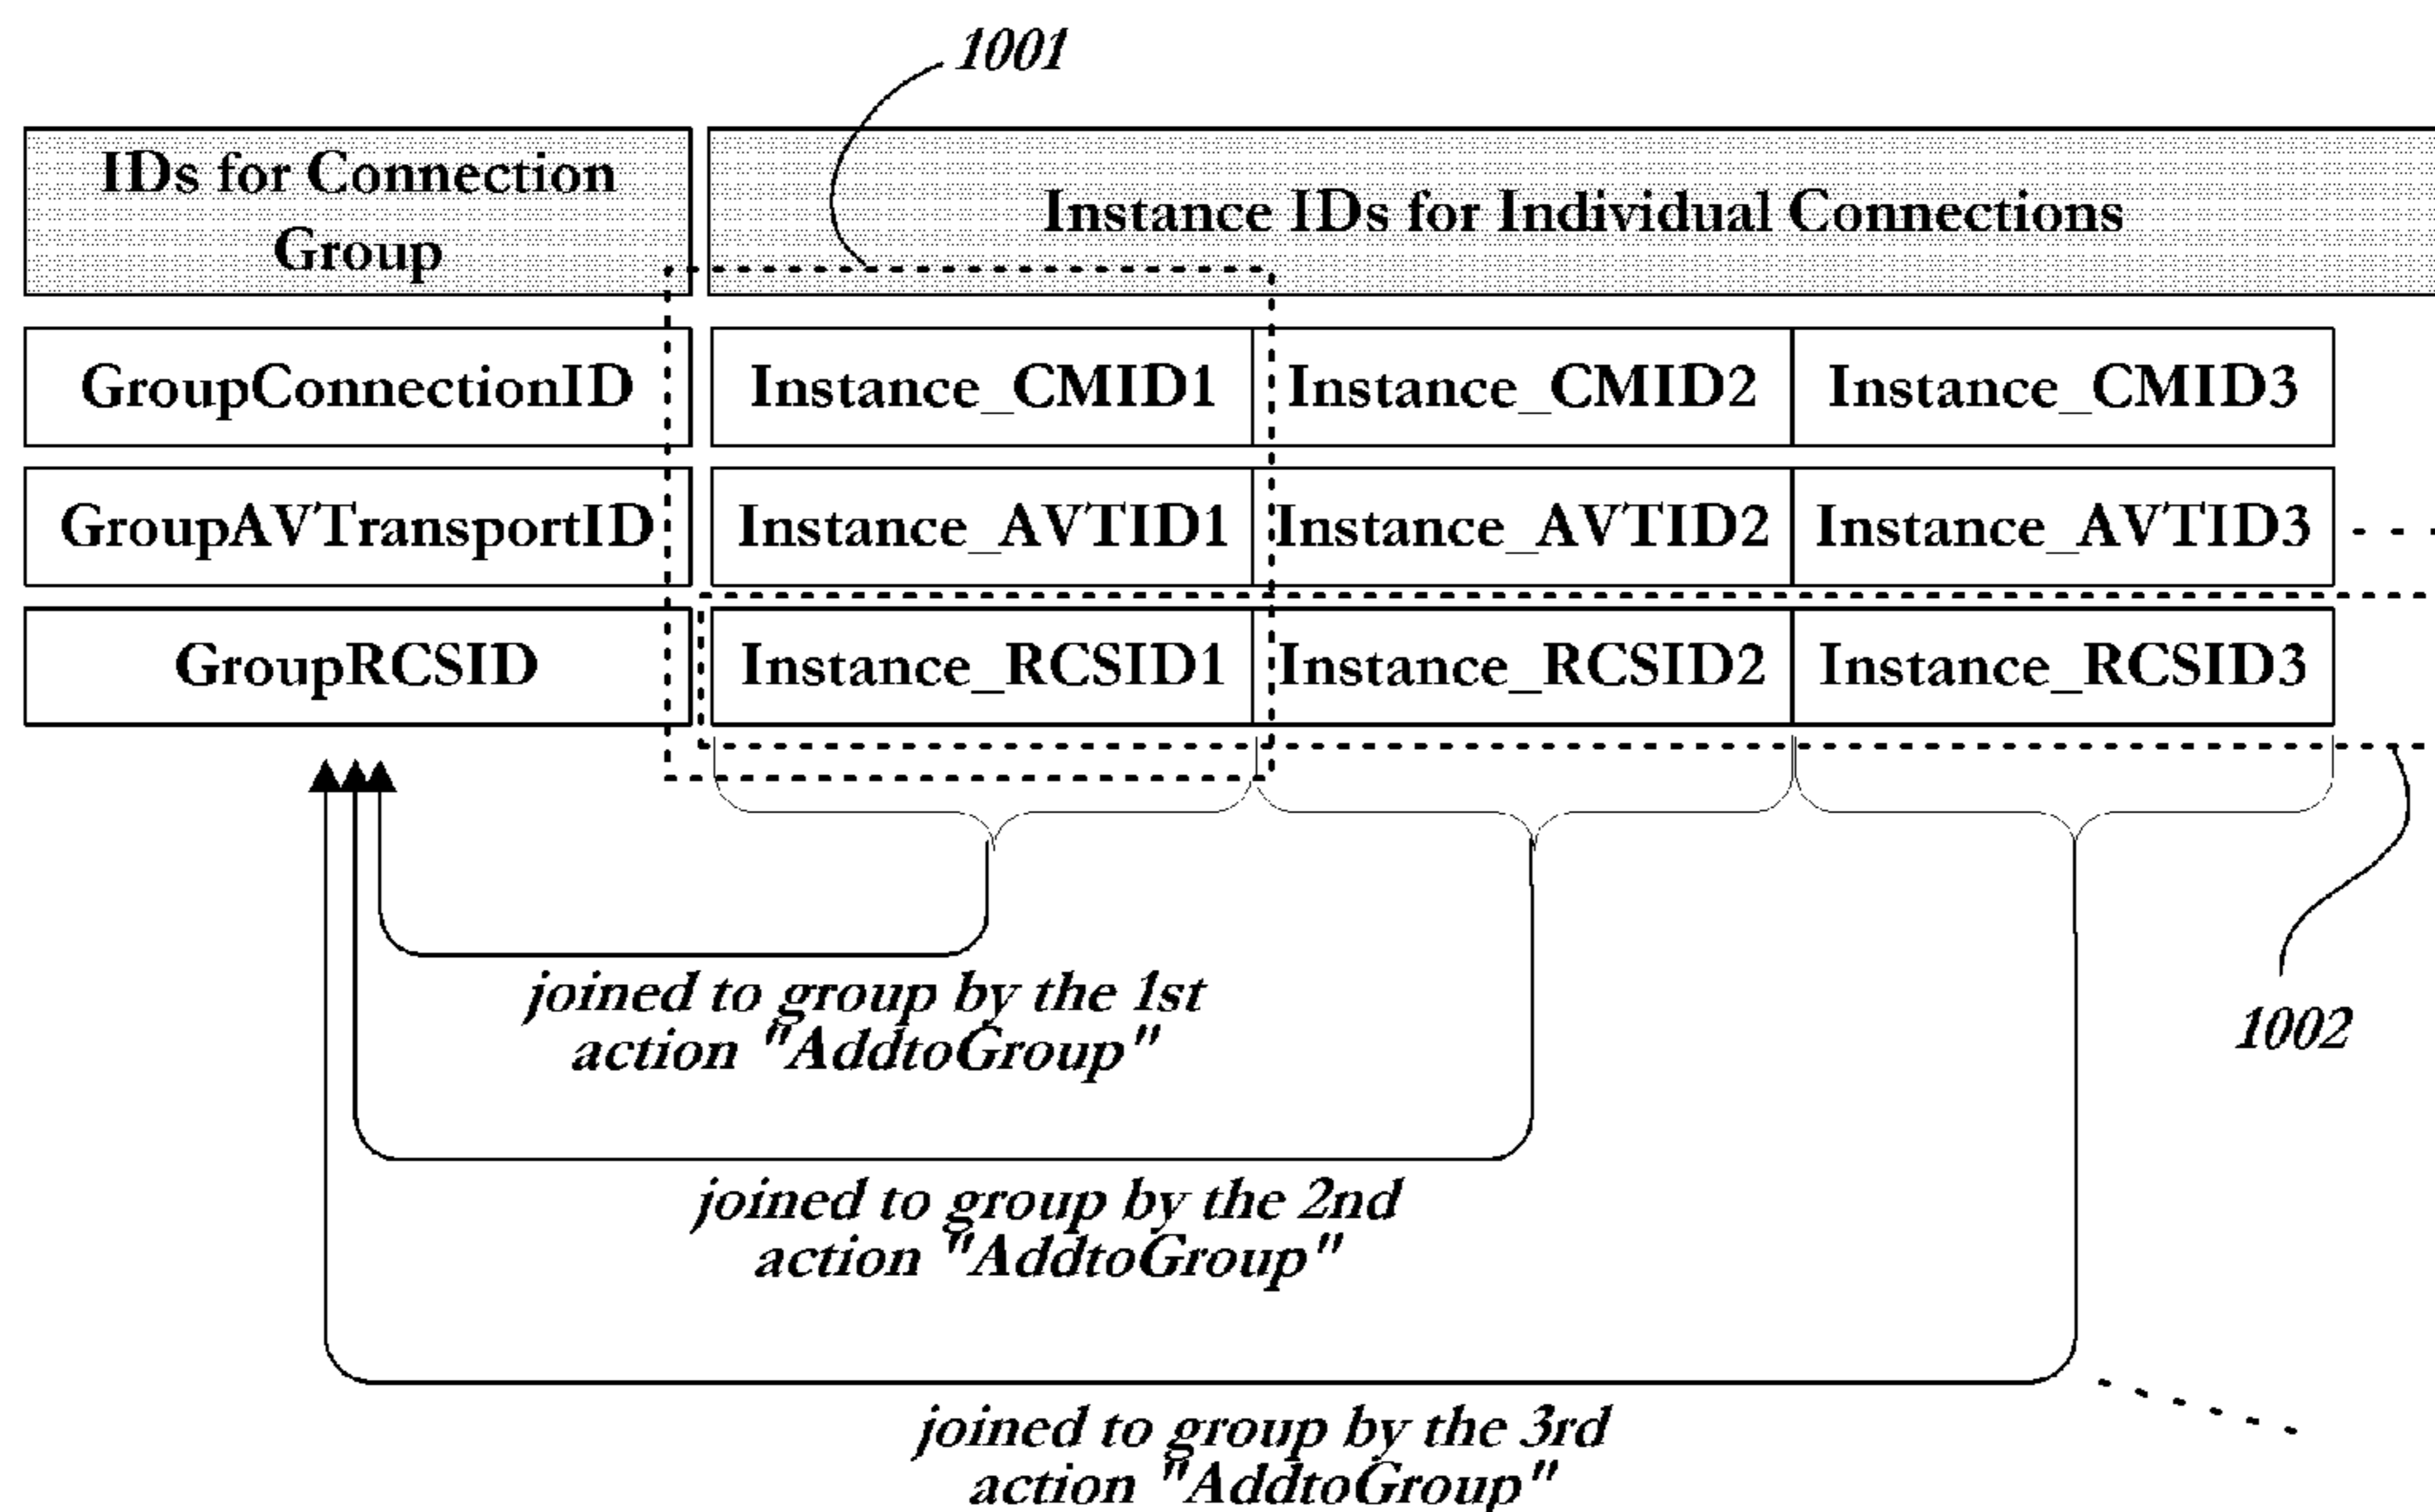 1001
IDs for Connection
Group
Instance IDs for Individual Connections
GroupConnectionID
Instance_CMID1
Instance_CMID2
Instance_CMID3
GroupAVTransportID
Instance_AVTID1
Instance_AVTID2
Instance_AVTID3
GroupRCSID
Instance_RCSID1
Instance_RCSID2
Instance_RCSID3
joined to group by the 1st
action "AddtoGroup"
1002
joined to group by the 2nd
action "AddtoGroup"
joined to group by the 3rd
action "AddtoGroup"